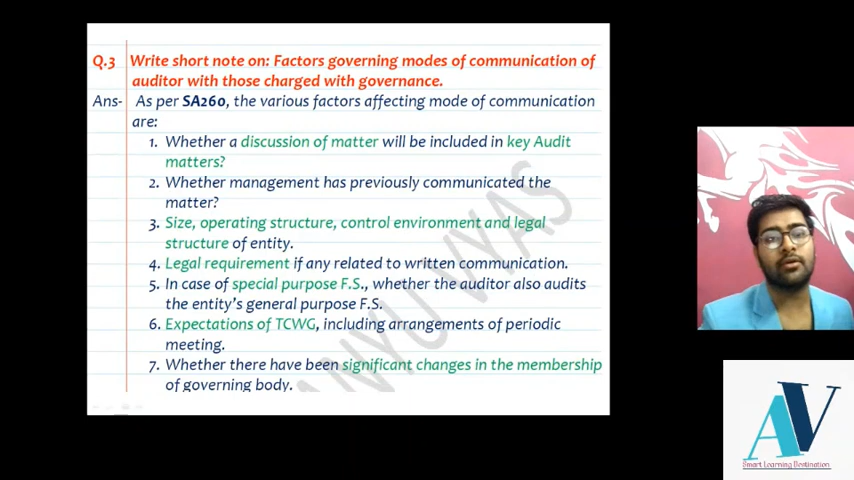 Q.3 Write short note on: Factors governing modes of communication of
auditor with those charged with governance.
Ans- As per SA260, the various factors affecting mode of communication
are:
1. Whether a discussion of matter will be included in key Audit
matters?
2. Whether management has previously communicated the
matter?
3. Size, operating structure, control environment and legal
structure of entity.
4. Legal requirement if any related to written communication.
5. In case of special purpose F.S., whether the auditor also audits
the entity's general purpose F.S.
6. Expectations of TCWG, including arrangements of periodic
meeting.
7. Whether there have been significant changes in the membership
of governing body.
ANYU VYAS
AV
Smart Learning Destination